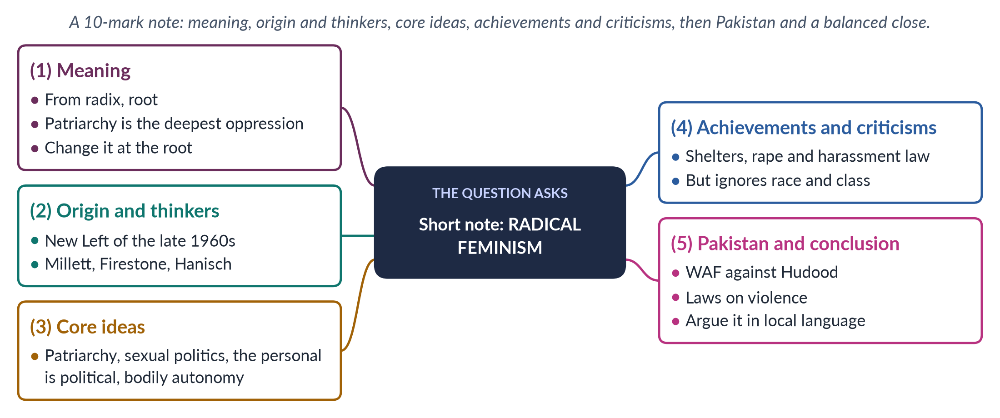 A 10-mark note: meaning, origin and thinkers, core ideas, achievements and criticisms, then Pakistan and a balanced close.
(1) Meaning
• From radix, root
• Patriarchy is the deepest oppression
• Change it at the root
(2) Origin and thinkers
• New Left of the late 1960s
• Millett, Firestone, Hanisch
(3) Core ideas
• Patriarchy, sexual politics, the personal
is political, bodily autonomy
THE QUESTION ASKS
Short note: RADICAL
FEMINISM
(4) Achievements and criticisms
• Shelters, rape and harassment law
• But ignores race and class
(5) Pakistan and conclusion
• WAF against Hudood
• Laws on violence
• Argue it in local language